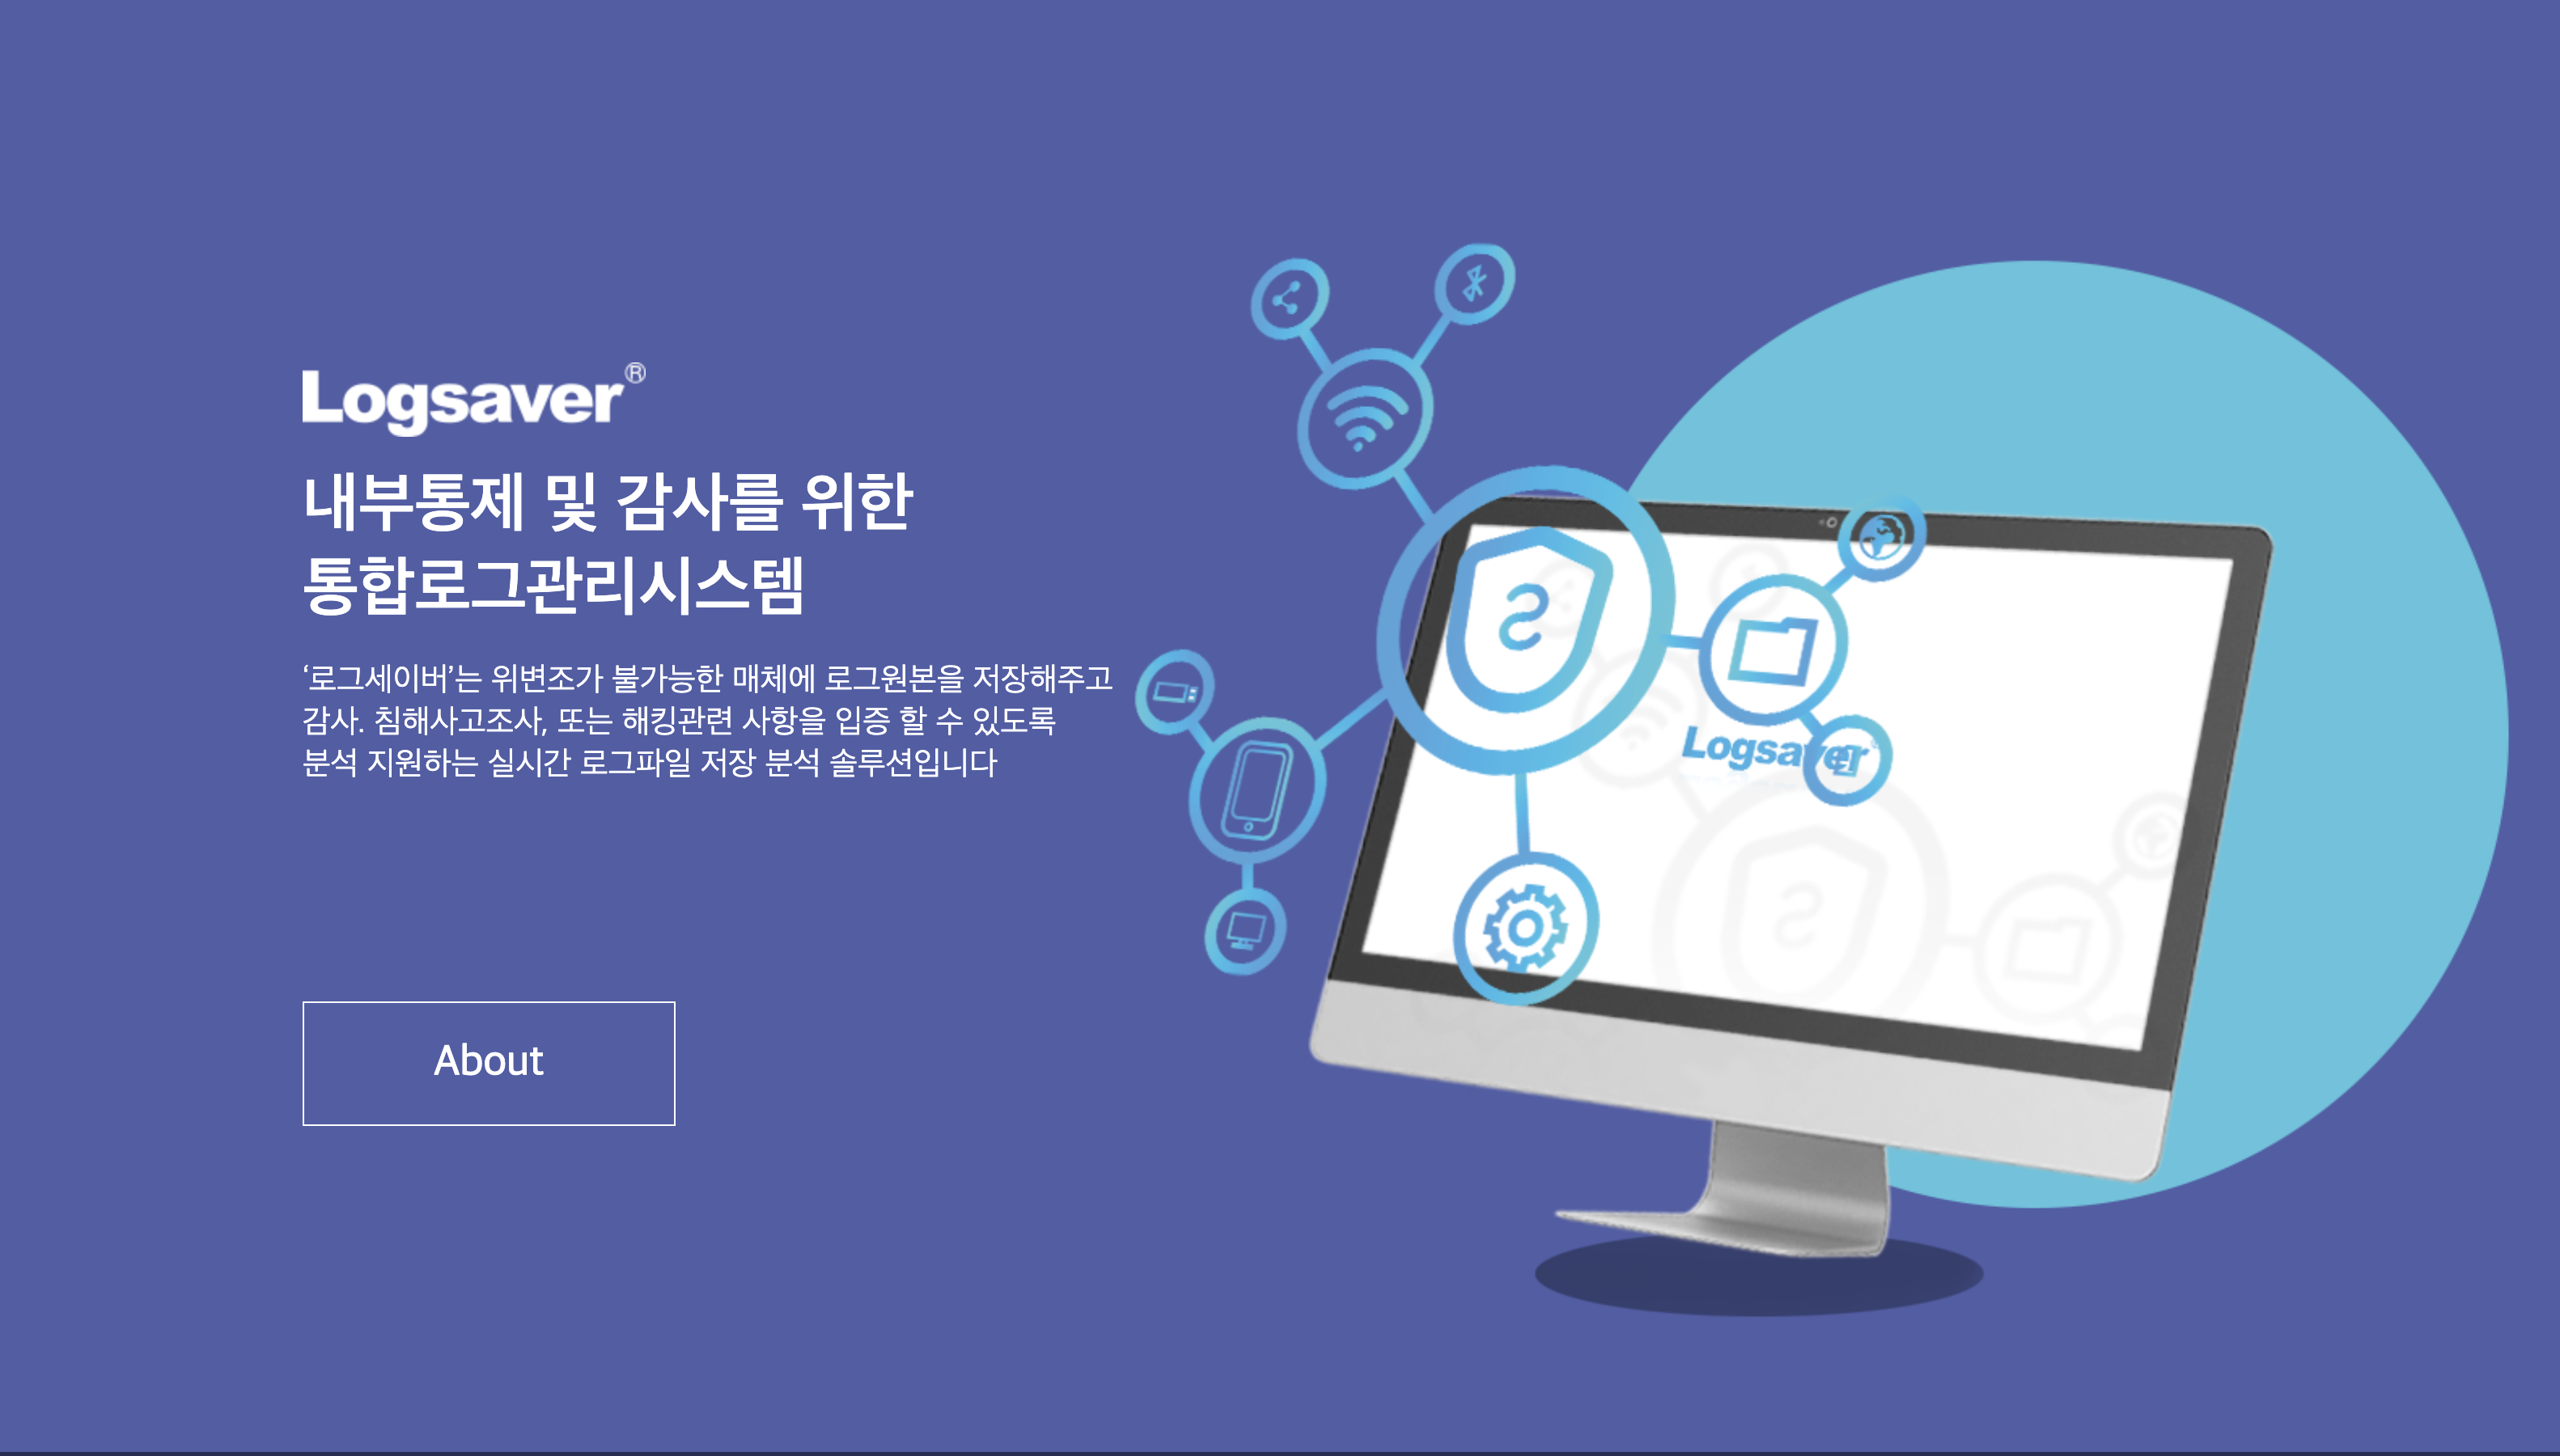 Logsaver®
내부통제 및 감사를 위한
통합로그관리시스템
‘로그세이버’는 위변조가 불가능한 매체에 로그원본을 저장해주고
감사. 침해사고조사, 또는 해킹관련 사항을 입증 할 수 있도록
분석 지원하는 실시간 로그파일 저장 분석 솔루션입니다
About
Logsaver